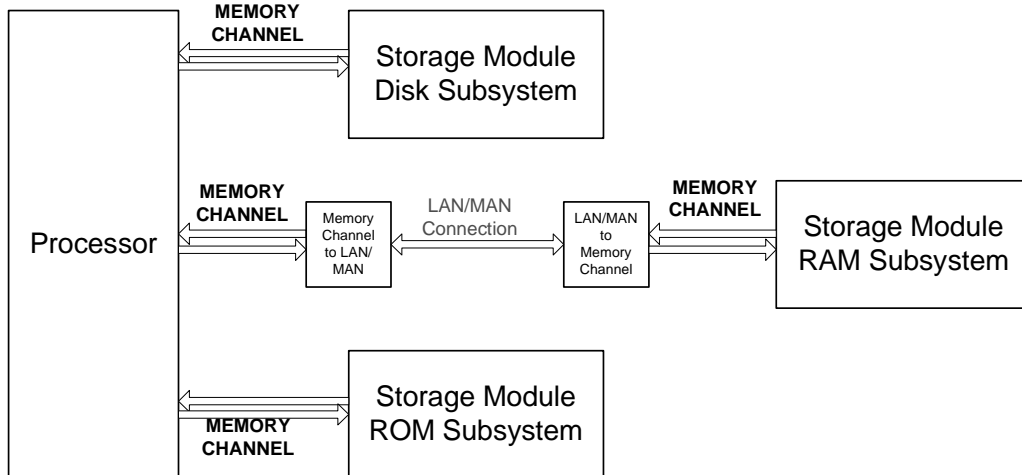 MEMORY
CHANNEL
Storage Module
Disk Subsystem
Processor
MEMORY
CHANNEL
Memory
Channel
to LAN/
MAN
LAN/MAN
Connection
LAN/MAN
to
Memory
Channel
MEMORY
CHANNEL
Storage Module
RAM Subsystem
MEMORY
CHANNEL
Storage Module
ROM Subsystem